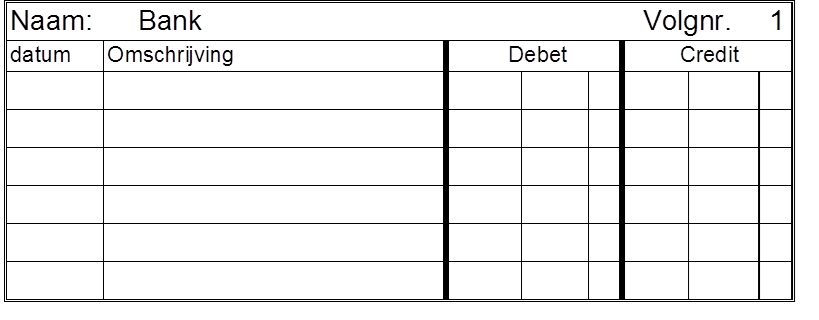 Naam: Bank Volgnr. 1
datum Omschrijving Debet Credit